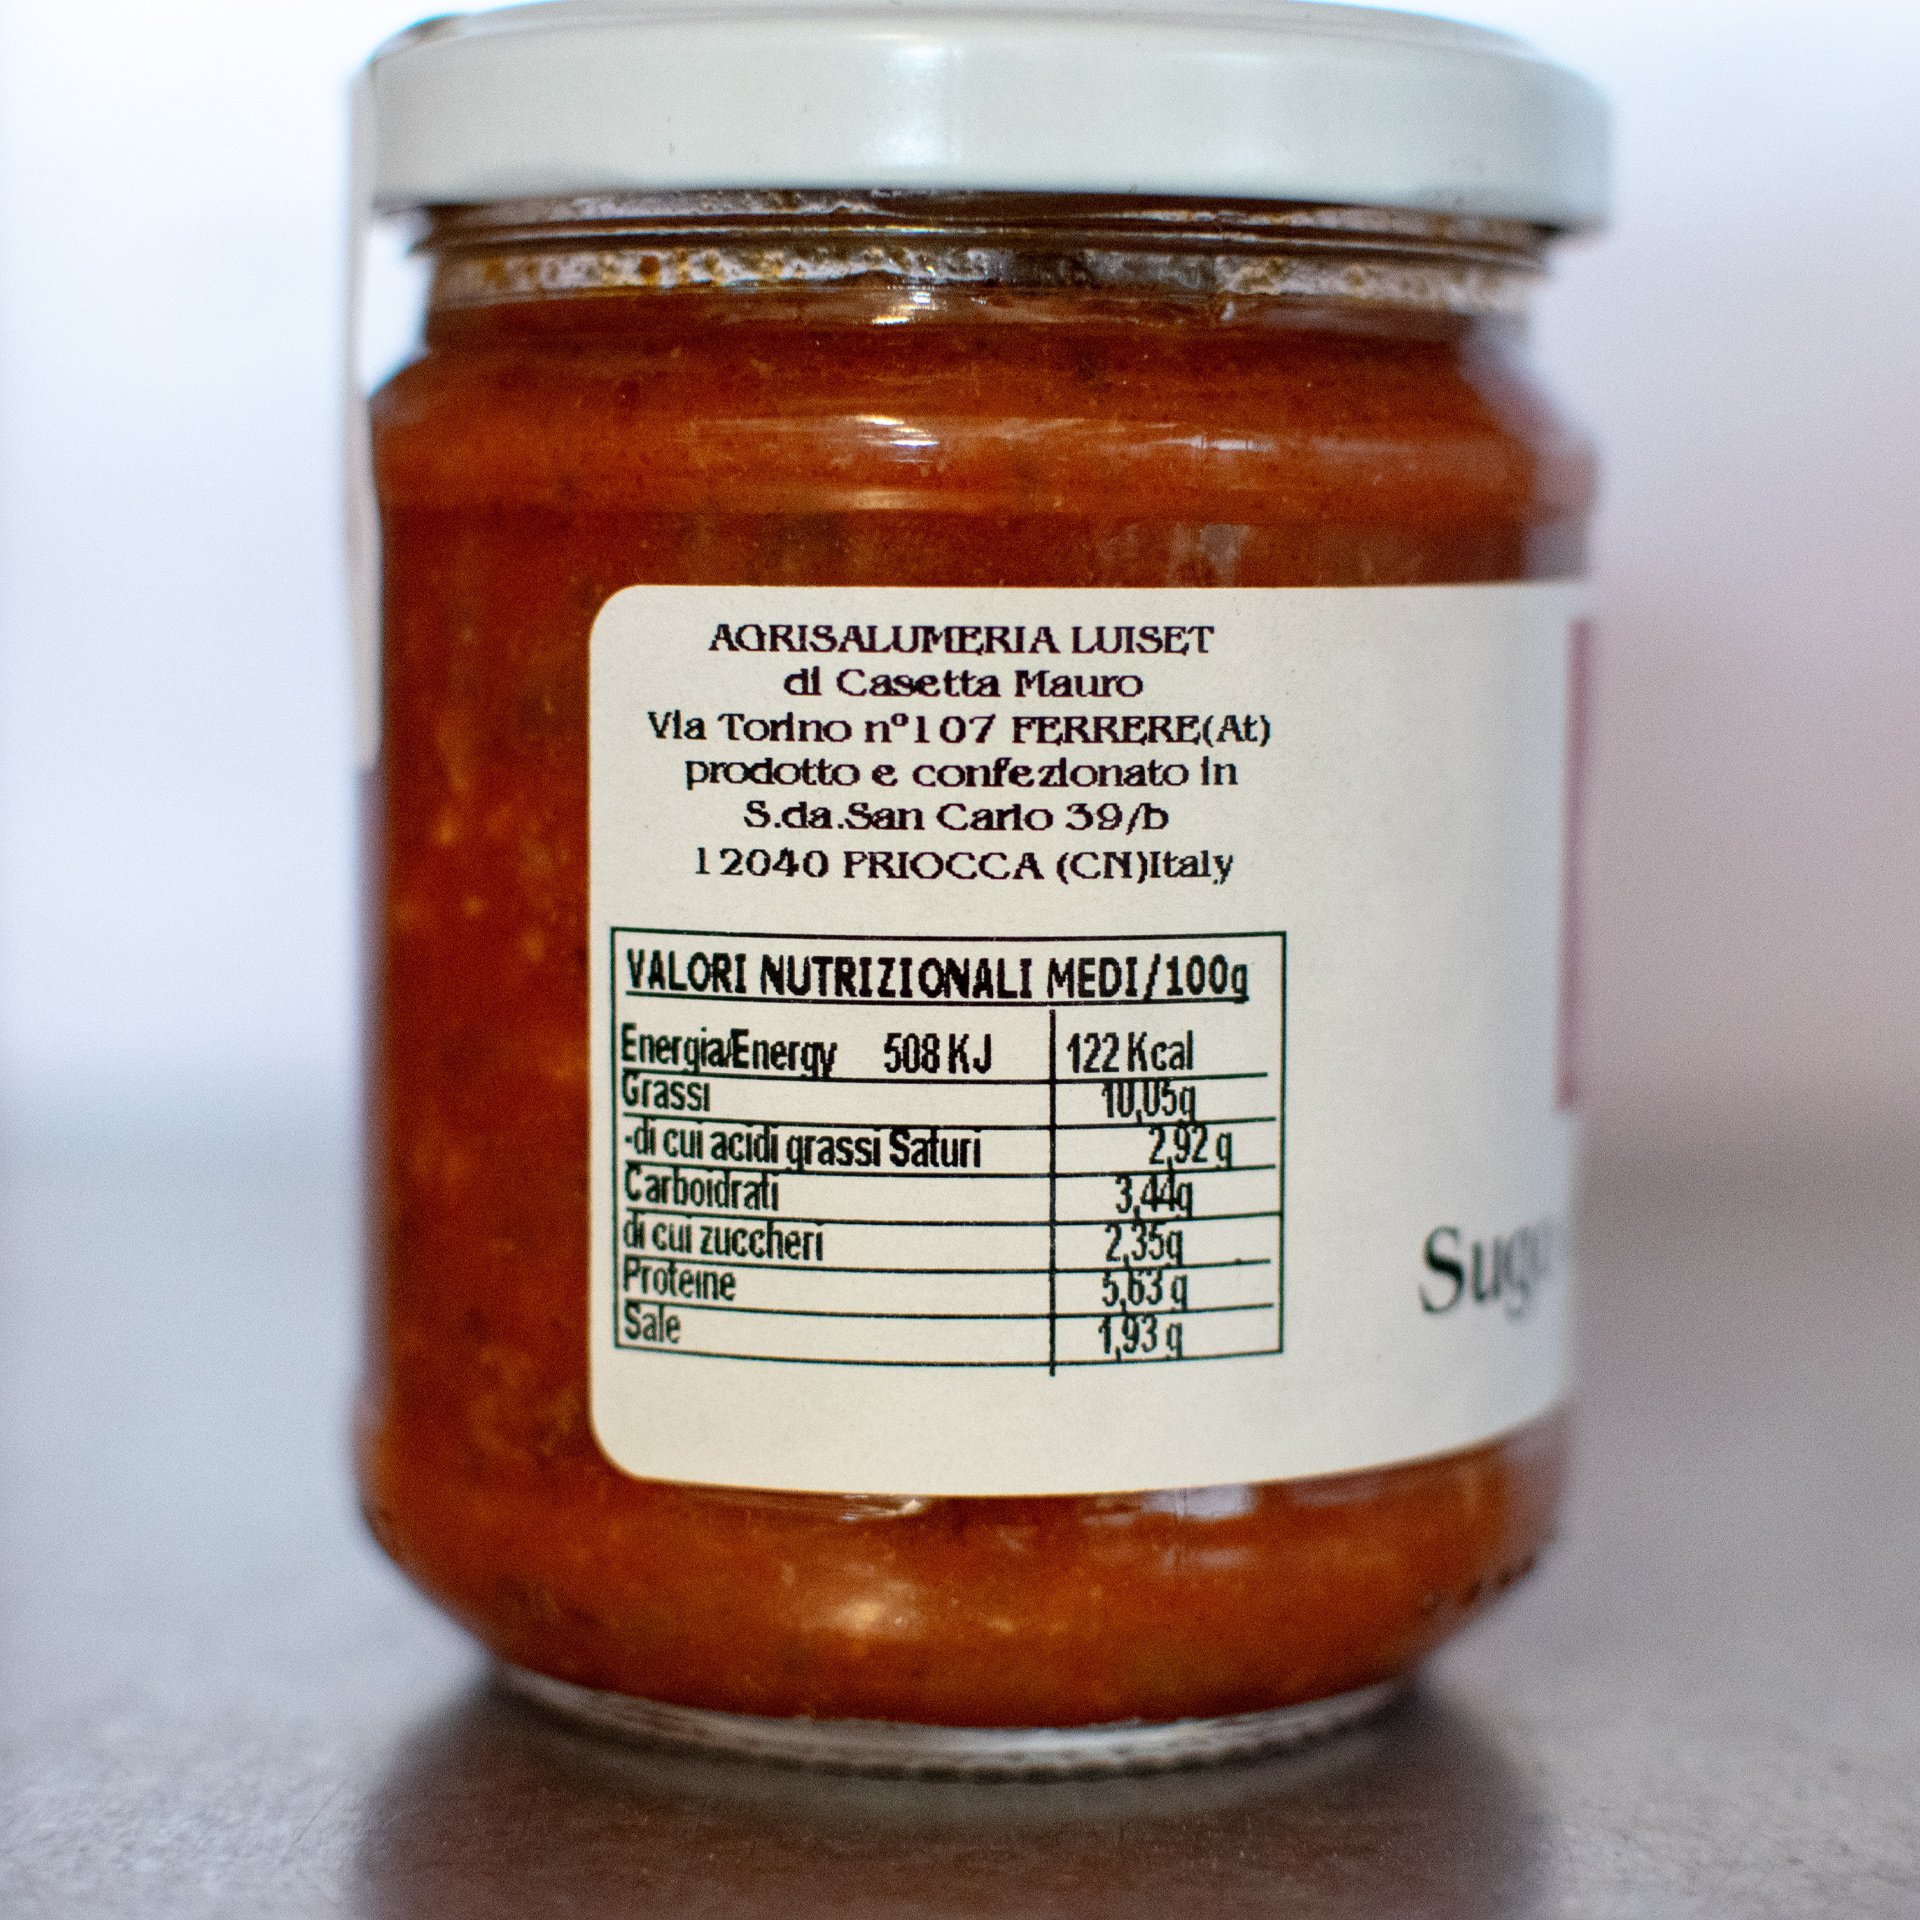 AGRISALUMERIA LUISET
di Casetta Mauro
Via Torino n°107 FERRERE(At)
prodotto e confezionato in
S.da.San Carlo 39/b
12040 PRIOCCA (CN)Italy
VALORI NUTRIZIONALI MEDI/100g
Energia/Energy 508 KJ 122 Kcal
Grassi 10,05g
-di cui acidi grassi Saturi 2,92 g
Carboidrati 3,44g
di cui zuccheri 2,35g
Proteine 5,63 g
Sale 1,93 g